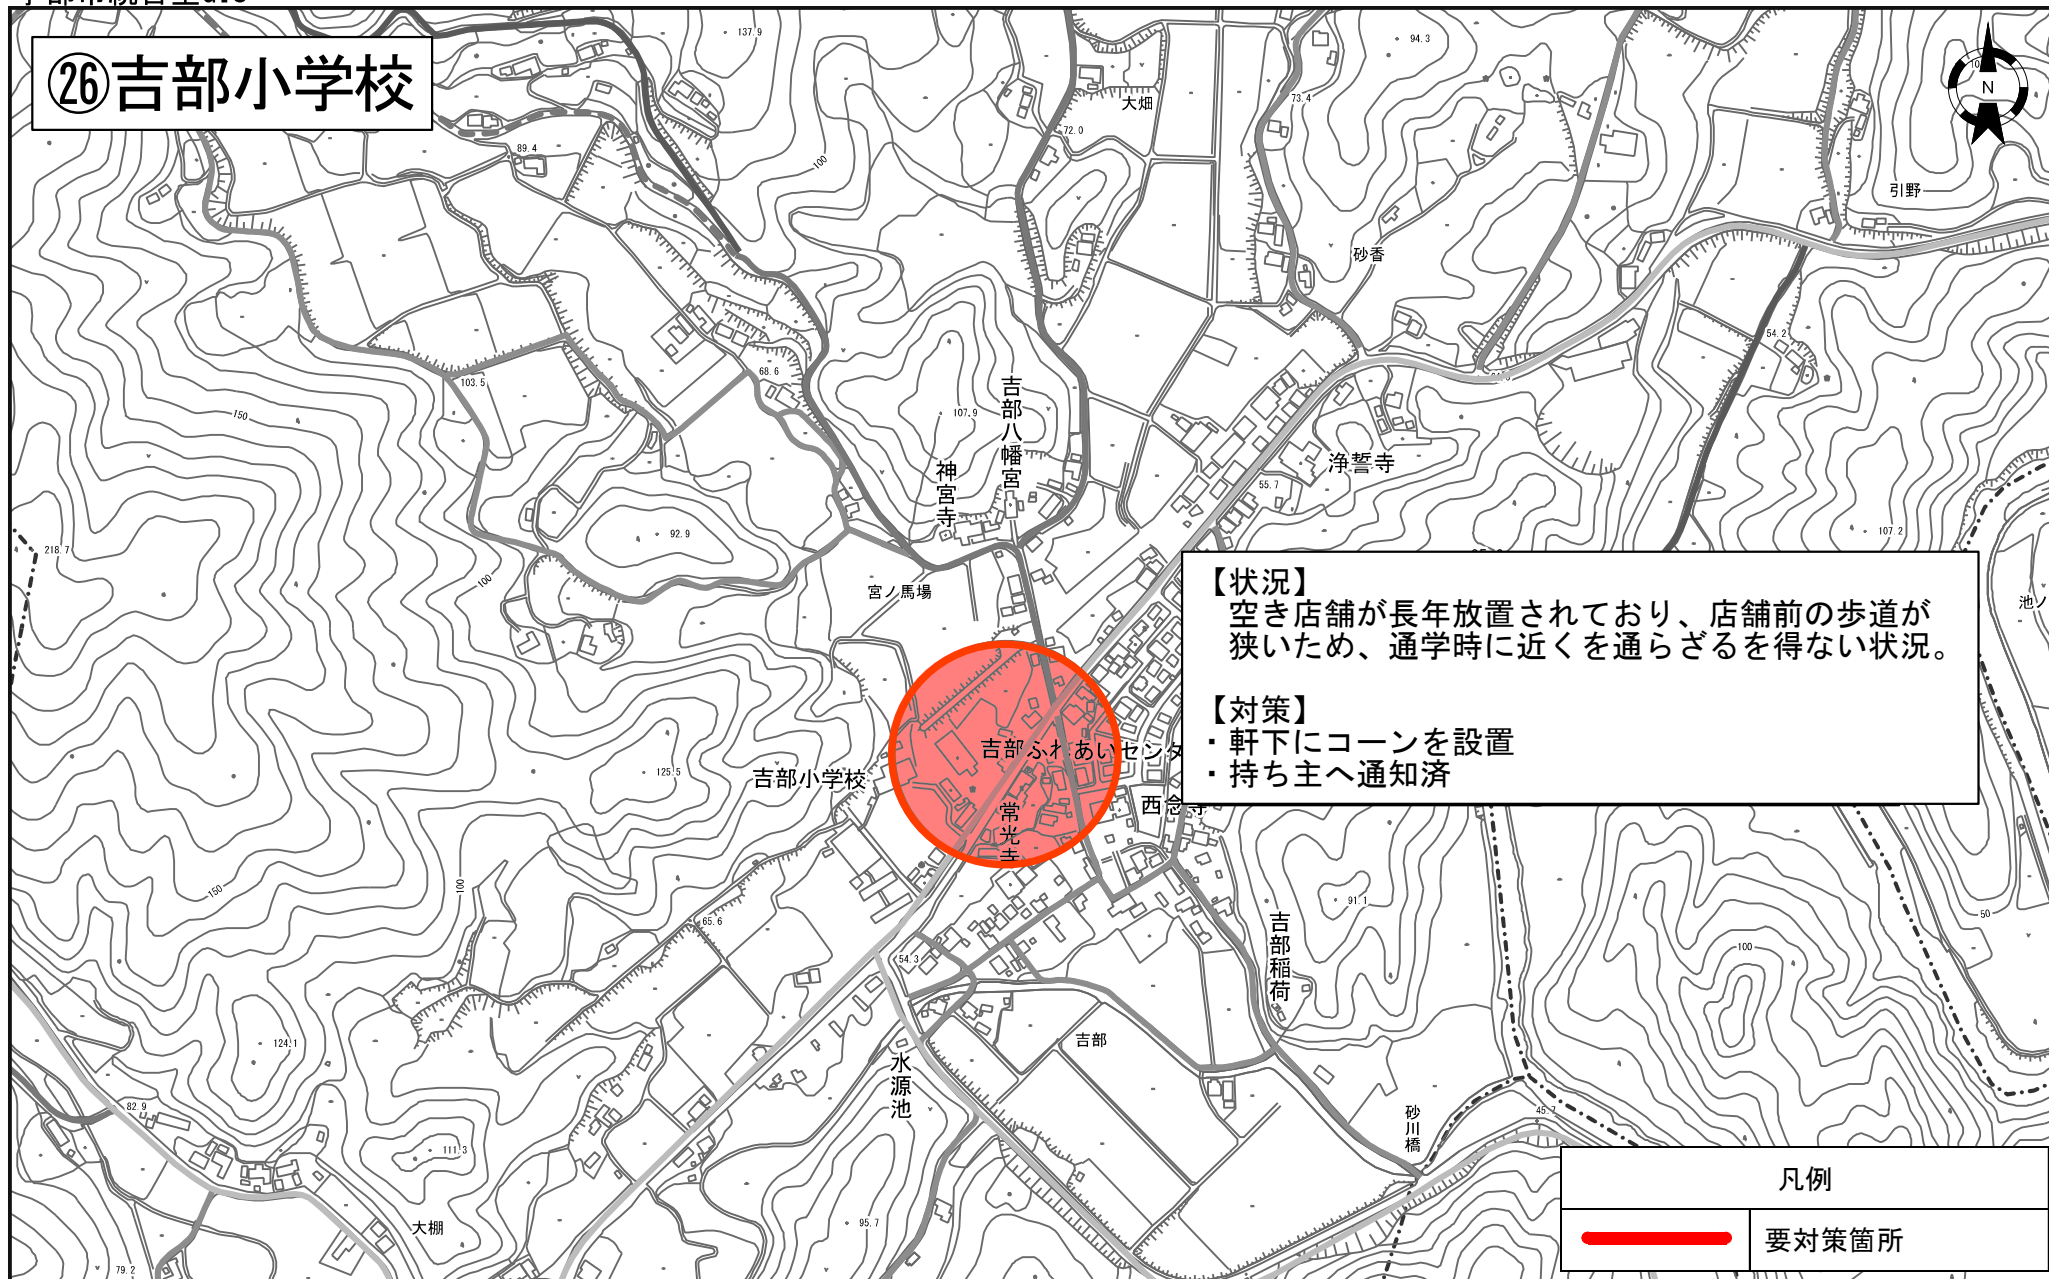 ㉖吉部小学校
137.9
94.3
大畑
73.4
72.0
89.4
100
引野
砂香
54.2
68.6
103.5
150
107.9
吉部八幡宮
神宮寺
浄誓寺
55.7
92.9
107.2
218.7
100
宮ノ馬場
【状況】
空き店舗が長年放置されており、店舗前の歩道が
狭いため、通学時に近くを通らざるを得ない状況。
【対策】
・軒下にコーンを設置
・持ち主へ通知済
吉部ふれあいセンタ
吉部小学校
125.5
常光寺
西念寺
150
100
65.6
91.1
50
100
吉部稲荷
54.3
124.1
吉部
水源池
82.9
砂川橋
45.7
111.3
大棚
95.7
79.2
凡例
要対策箇所
N